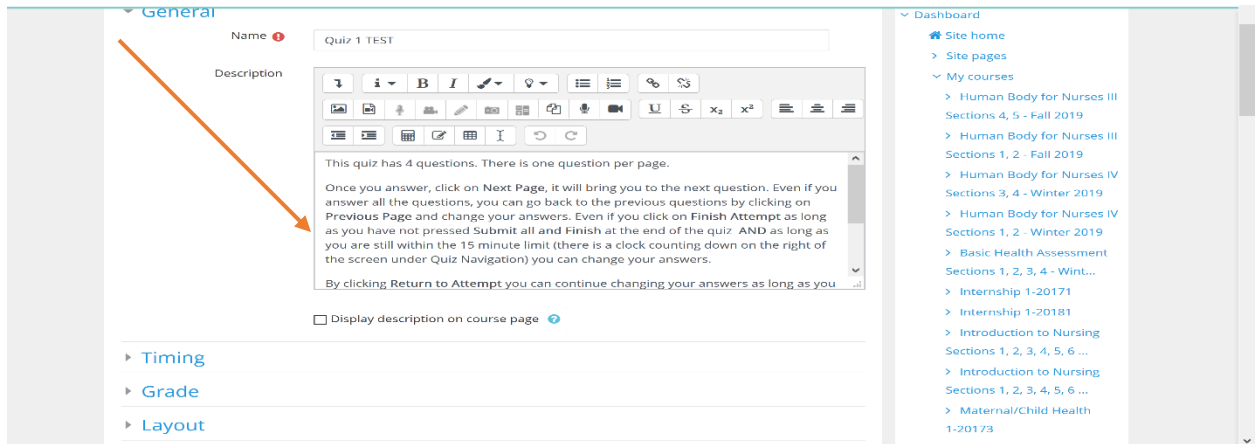 General
Name
Quiz 1 TEST
Description
This quiz has 4 questions. There is one question per page.
Once you answer, click on Next Page, it will bring you to the next question. Even if you
answer all the questions, you can go back to the previous questions by clicking on
Previous Page and change your answers. Even if you click on Finish Attempt as long
as you have not pressed Submit all and Finish at the end of the quiz  AND as long as
you are still within the 15 minute limit (there is a clock counting down on the right of
the screen under Quiz Navigation) you can change your answers.
By clicking Return to Attempt you can continue changing your answers as long as you
Display description on course page
Timing
Grade
Layout
Dashboard
Site home
Site pages
My courses
Human Body for Nurses III
Sections 4, 5 - Fall 2019
Human Body for Nurses III
Sections 1, 2 - Fall 2019
Human Body for Nurses IV
Sections 3, 4 - Winter 2019
Human Body for Nurses IV
Sections 1, 2 - Winter 2019
Basic Health Assessment
Sections 1, 2, 3, 4 - Wint...
Internship 1-20171
Internship 1-20181
Introduction to Nursing
Sections 1, 2, 3, 4, 5, 6 ...
Introduction to Nursing
Sections 1, 2, 3, 4, 5, 6 ...
Maternal/Child Health
1-20173